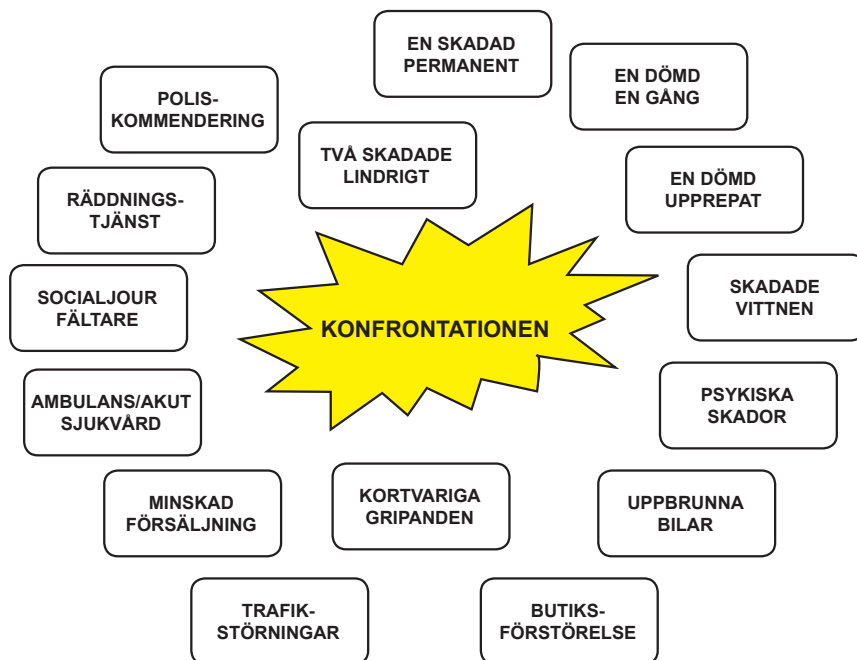 EN SKADAD
PERMANENT
EN DÖMD
EN GÅNG
POLIS-
KOMMENDERING
TVÅ SKADADE
LINDRIGT
EN DÖMD
UPPREPAT
RÄDDNINGS-
TJÄNST
SKADADE
VITTNEN
SOCIALJOUR
FÄLTARE
KONFRONTATIONEN
PSYKISKA
SKADOR
AMBULANS/AKUT
SJUKVÅRD
KORTVARIGA
GRIPANDEN
MINSKAD
FÖRSÄLJNING
UPPBRUNNA
BILAR
TRAFIK-
STÖRNINGAR
BUTIKS-
FÖRSTÖRELSE